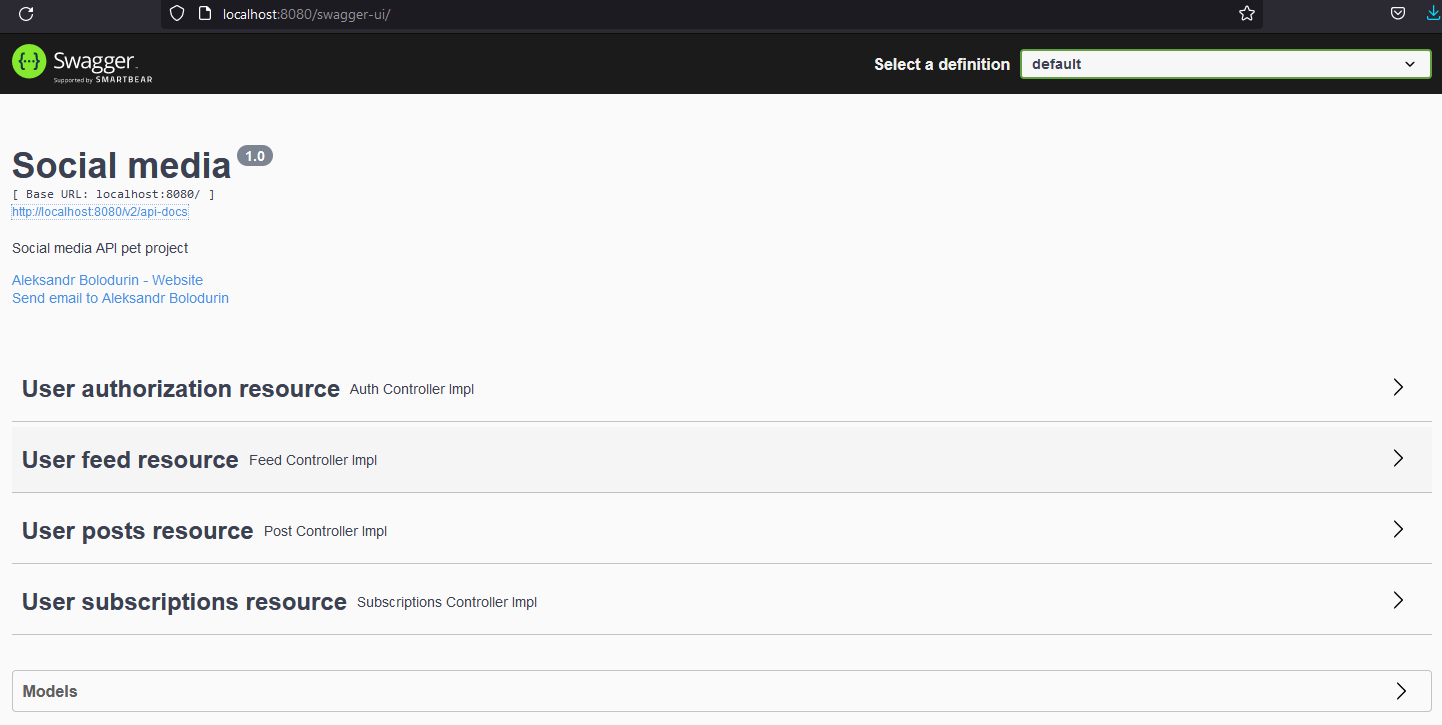 localhost:8080/swagger-ui/
{···} Swagger.
Supported by SMARTBEAR
Select a definition
default
Social media 1.0
[ Base URL: localhost:8080/ ]
http://localhost:8080/v2/api-docs
Social media API pet project
Aleksandr Bolodurin - Website
Send email to Aleksandr Bolodurin
User authorization resource Auth Controller Impl
User feed resource Feed Controller Impl
User posts resource Post Controller Impl
User subscriptions resource Subscriptions Controller Impl
Models